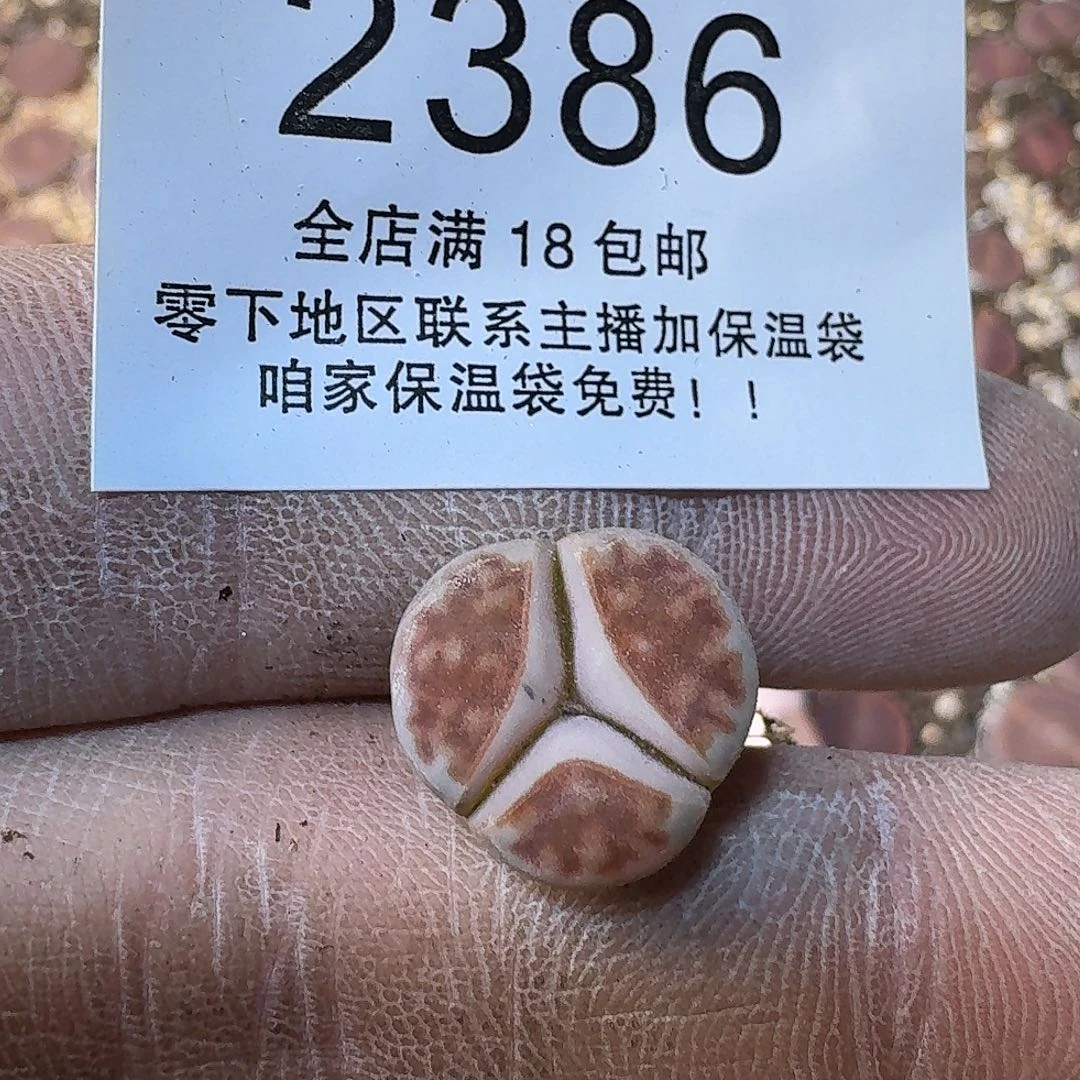 2386
全店满 18 包邮
零下地区联系主播加保温袋
咱家保温袋免费！！